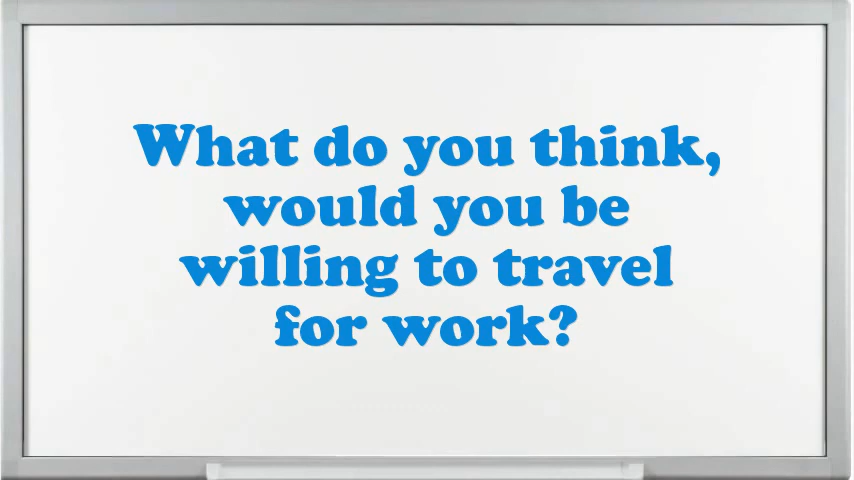 What do you think,
would you be
willing to travel
for work?